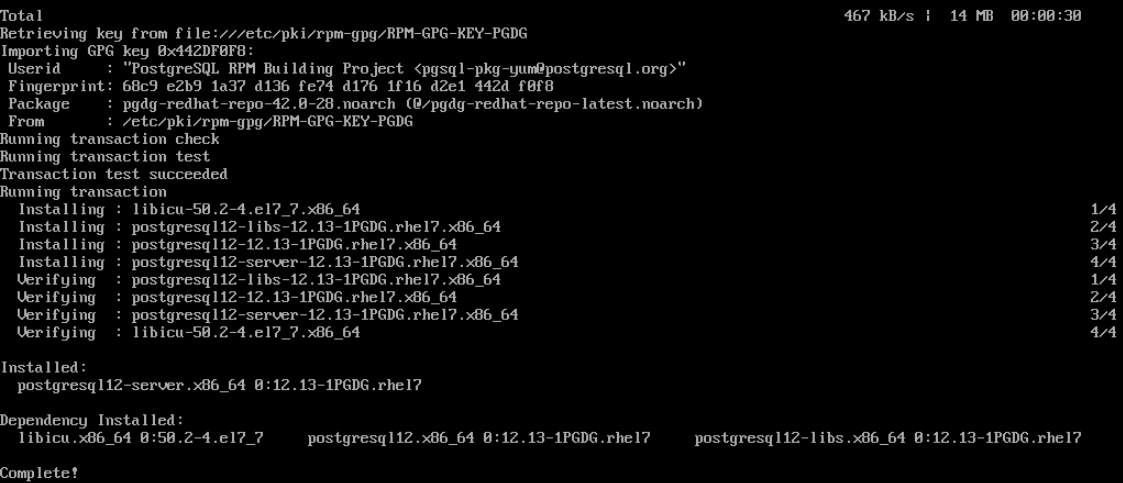 Total 467 kB/s | 14 MB 00:00:30
Retrieving key from file:///etc/pki/rpm-gpg/RPM-GPG-KEY-PGDG
Importing GPG key 0x442DF0F8:
 Userid     : "PostgreSQL RPM Building Project <pgsql-pkg-yum@postgresql.org>"
 Fingerprint: 68c9 e2b9 1a37 d136 fe74 d176 1f16 d2e1 442d f0f8
 Package    : pgdg-redhat-repo-42.0-28.noarch (@/pgdg-redhat-repo-latest.noarch)
 From       : /etc/pki/rpm-gpg/RPM-GPG-KEY-PGDG
Running transaction check
Running transaction test
Transaction test succeeded
Running transaction
  Installing : libicu-50.2-4.el7_7.x86_64 1/4
  Installing : postgresql12-libs-12.13-1PGDG.rhel7.x86_64 2/4
  Installing : postgresql12-12.13-1PGDG.rhel7.x86_64 3/4
  Installing : postgresql12-server-12.13-1PGDG.rhel7.x86_64 4/4
  Verifying  : postgresql12-libs-12.13-1PGDG.rhel7.x86_64 1/4
  Verifying  : postgresql12-12.13-1PGDG.rhel7.x86_64 2/4
  Verifying  : postgresql12-server-12.13-1PGDG.rhel7.x86_64 3/4
  Verifying  : libicu-50.2-4.el7_7.x86_64 4/4
Installed:
  postgresql12-server.x86_64 0:12.13-1PGDG.rhel7
Dependency Installed:
  libicu.x86_64 0:50.2-4.el7_7     postgresql12.x86_64 0:12.13-1PGDG.rhel7     postgresql12-libs.x86_64 0:12.13-1PGDG.rhel7
Complete!